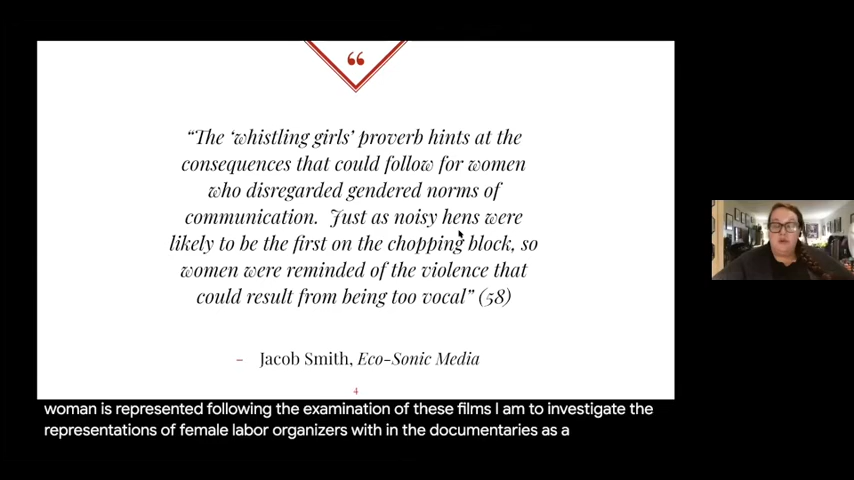 “
“The ‘whistling girls’ proverb hints at the
consequences that could follow for women
who disregarded gendered norms of
communication. Just as noisy hens were
likely to be the first on the chopping block, so
women were reminded of the violence that
could result from being too vocal” (58)
- Jacob Smith, Eco-Sonic Media
4
woman is represented following the examination of these films I am to investigate the
representations of female labor organizers with in the documentaries as a